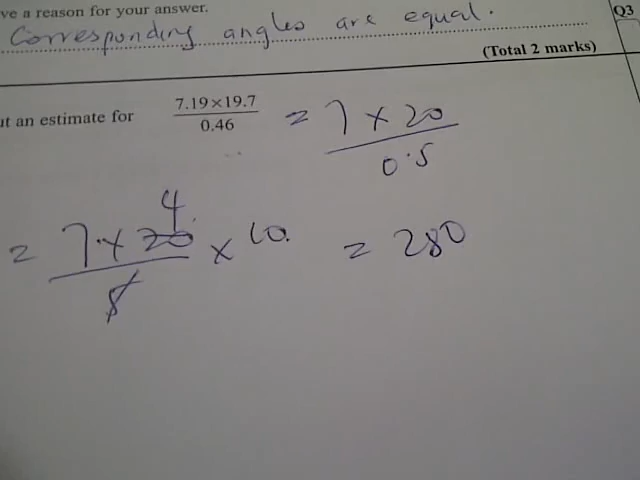 ve a reason for your answer.
Corresponding angles are equal.
Q3
(Total 2 marks)
ut an estimate for 7.19×19.7 / 0.46 = 7 × 20 / 0.5
= 7 × 20 4 / 5 × 10. = 280